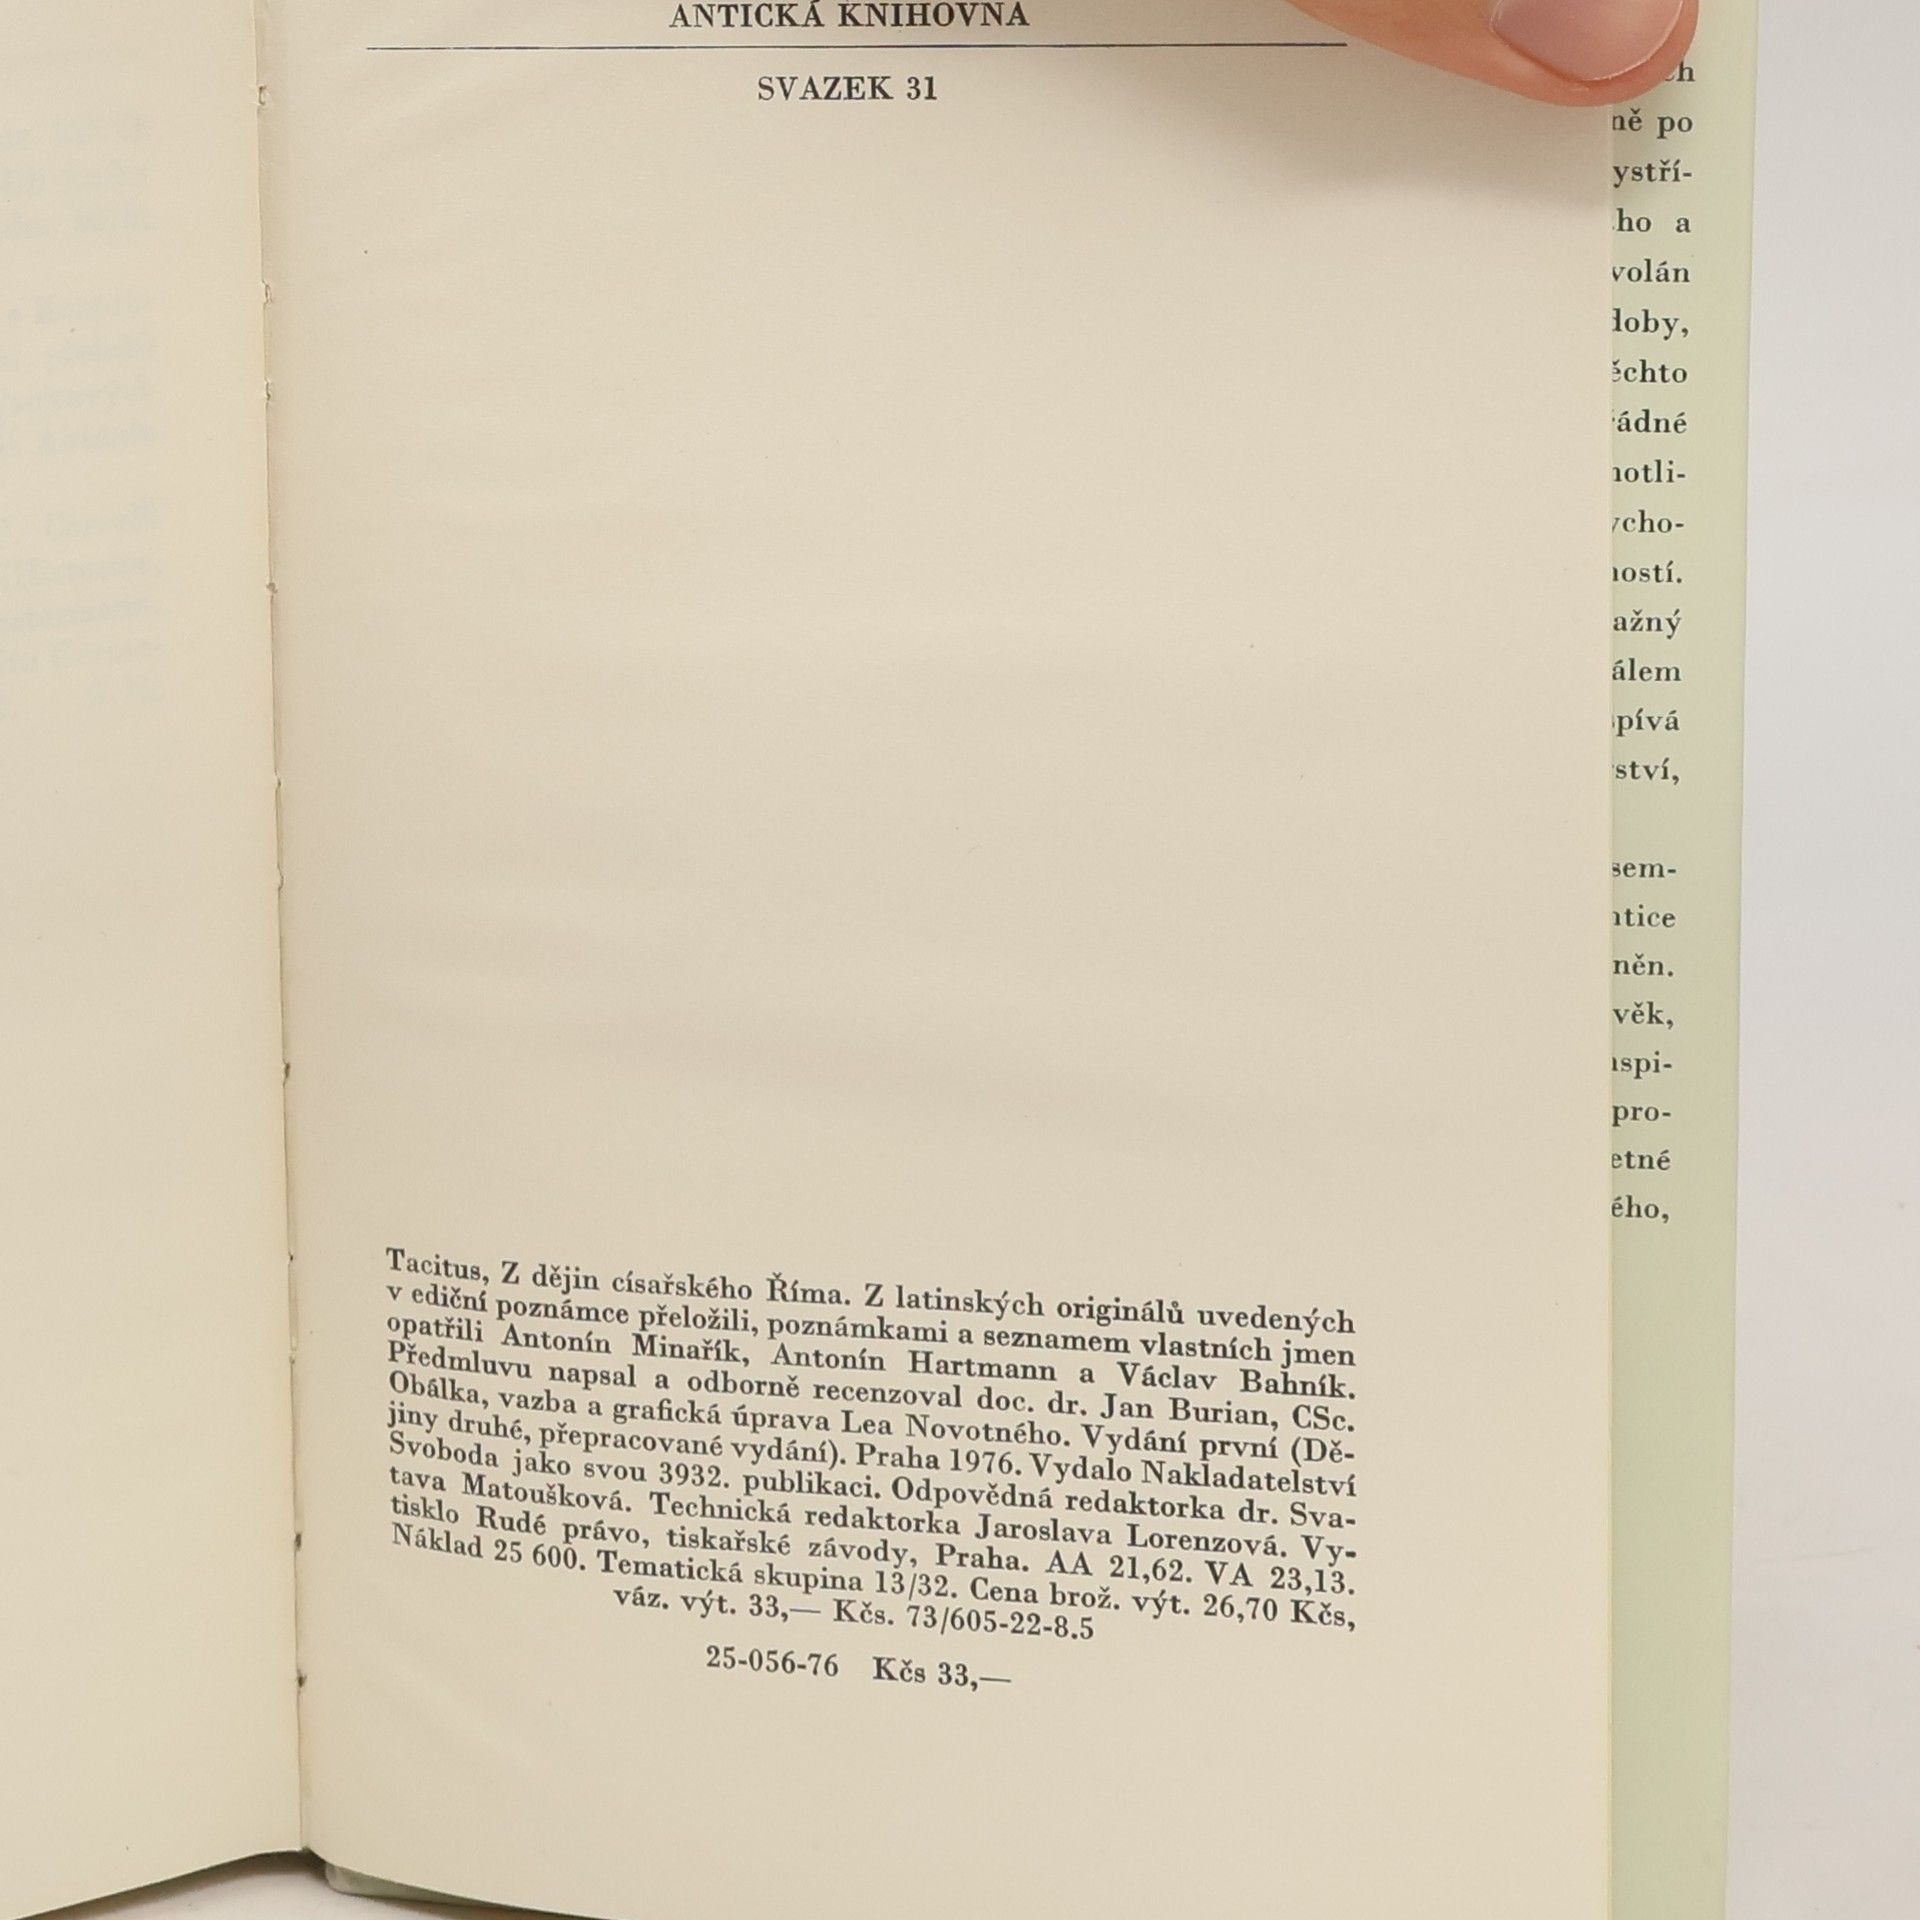 ANTICKÁ KNIHOVNA
SVAZEK 31
Tacitus, Z dějin císařského Říma. Z latinských originálů uvedených
v ediční poznámce přeložili, poznámkami a seznamem vlastních jmen
opatřili Antonín Minařík, Antonín Hartmann a Václav Bahník.
Předmluvu napsal a odborně recenzoval doc. dr. Jan Burian, CSc.
Obálka, vazba a grafická úprava Lea Novotného. Vydání první (Dě-
jiny druhé, přepracované vydání). Praha 1976. Vydalo Nakladatelství
Svoboda jako svou 3932. publikaci. Odpovědná redaktorka dr. Sva-
tava Matoušková. Technická redaktorka Jaroslava Lorenzová. Vy-
tisklo Rudé právo, tiskařské závody, Praha. AA 21,62. VA 23,13.
Náklad 25 600. Tematická skupina 13/32. Cena brož. výt. 26,70 Kčs,
váz. výt. 33,— Kčs. 73/605-22-8.5
25-056-76 Kčs 33,—
po
a
doby,
věk,
pro-